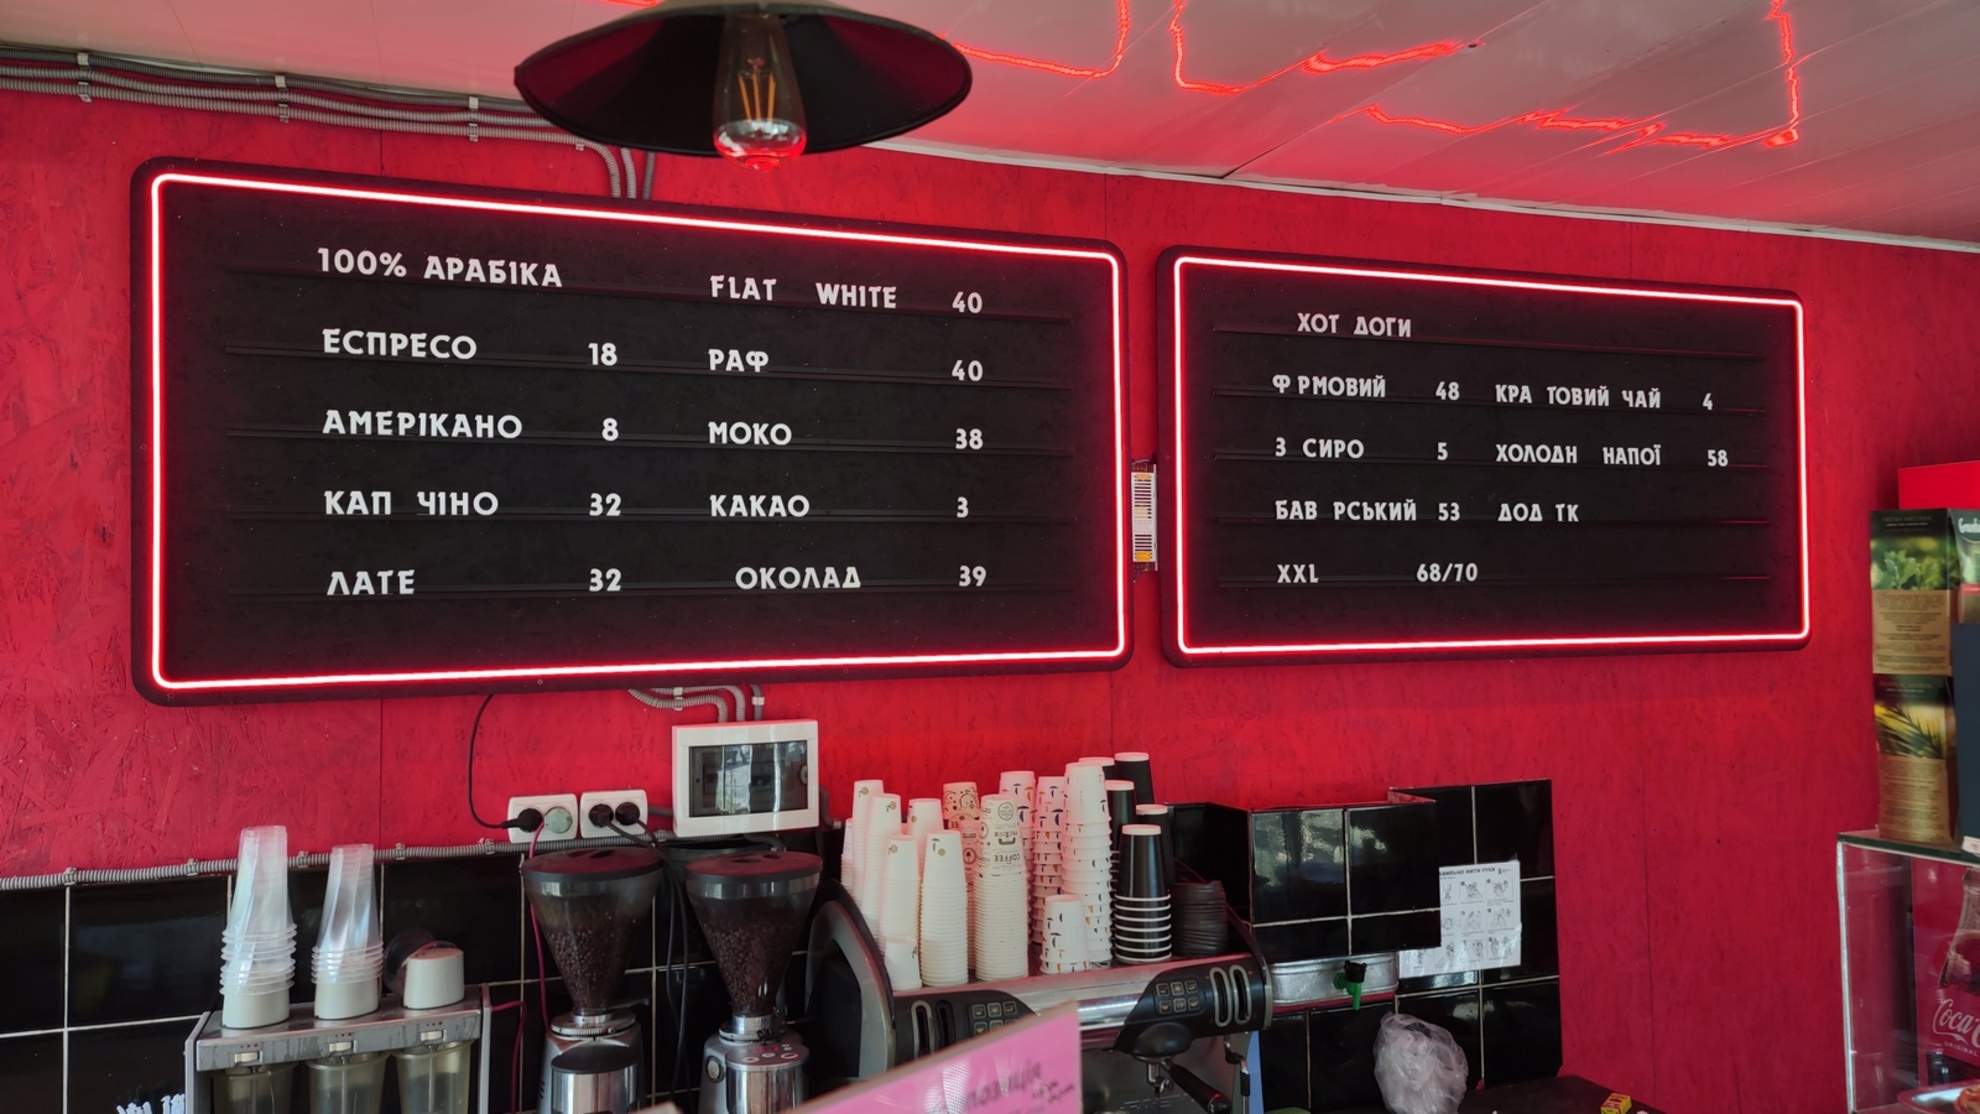 100% АРАБІКА
ЕСПРЕСО 18
АМЕРІКАНО 8
КАП ЧІНО 32
ЛАТЕ 32
FLAT WHITE 40
РАФ 40
МОКО 38
КАКАО 3
ОКОЛАД 39
ХОТ ДОГИ
Ф РМОВИЙ 48
З СИРО 5
БАВ РСЬКИЙ 53
XXL 68/70
КРА ТОВИЙ ЧАЙ 4
ХОЛОДН НАПОЇ 58
ДОД ТК
COFFEE
Coca